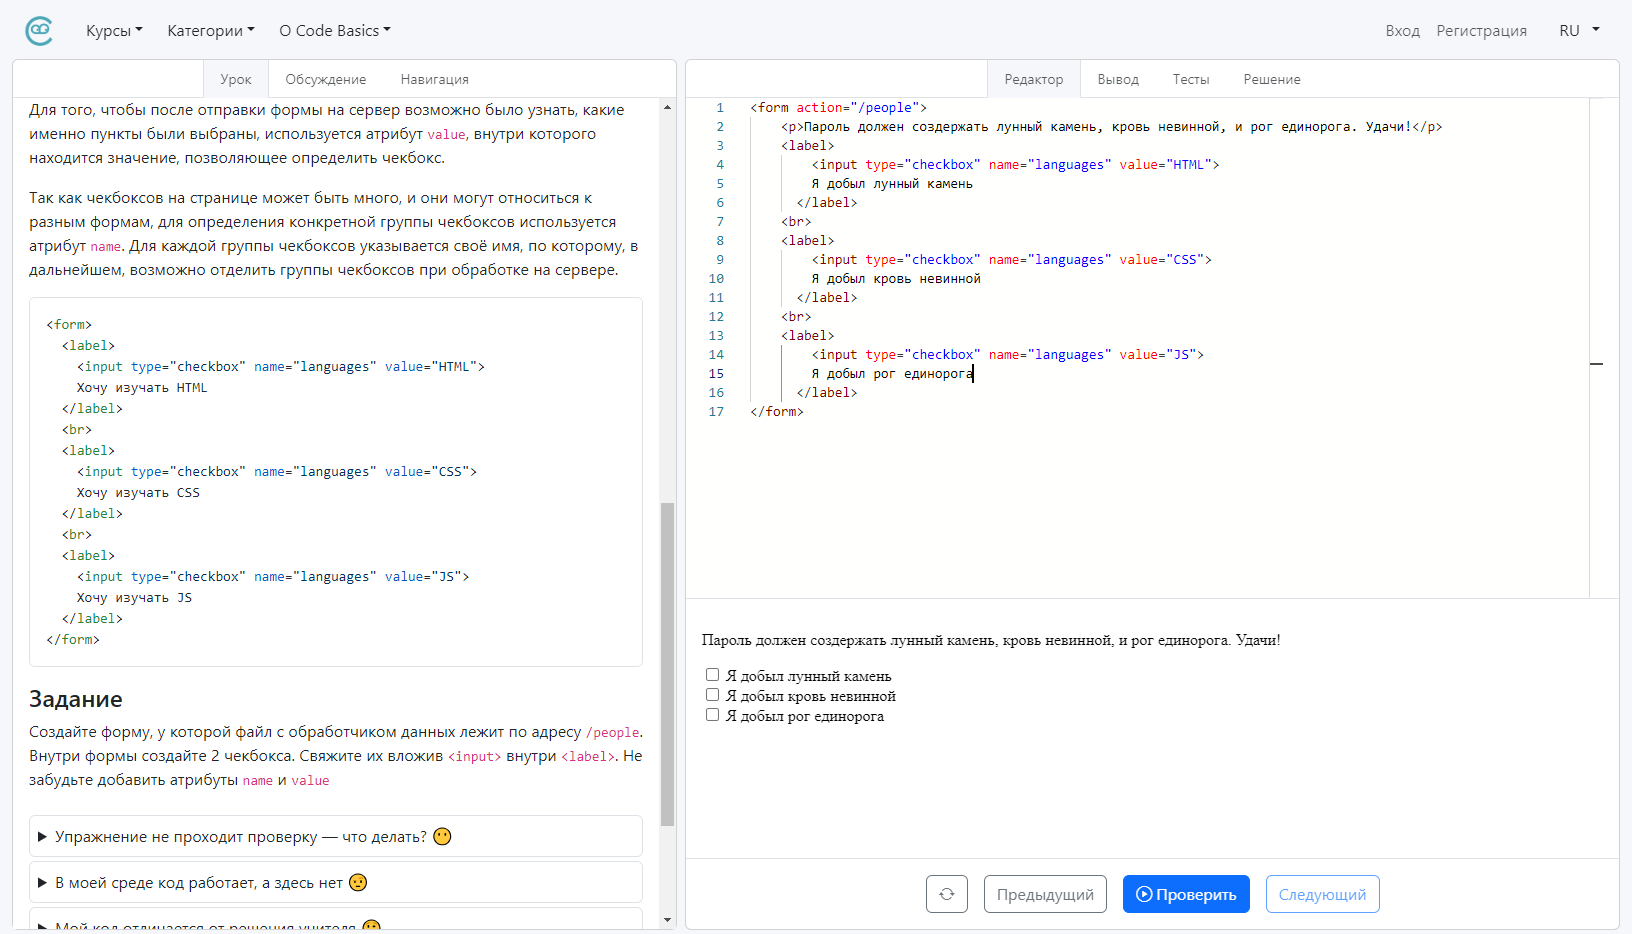 Курсы
Категории
О Code Basics
Вход
Регистрация
RU
Урок
Обсуждение
Навигация
Для того, чтобы после отправки формы на сервер возможно было узнать, какие
именно пункты были выбраны, используется атрибут value, внутри которого
находится значение, позволяющее определить чекбокс.
Так как чекбоксов на странице может быть много, и они могут относиться к
разным формам, для определения конкретной группы чекбоксов используется
атрибут name. Для каждой группы чекбоксов указывается своё имя, по которому, в
дальнейшем, возможно отделить группы чекбоксов при обработке на сервере.
<form>
<label>
<input type="checkbox" name="languages" value="HTML">
Хочу изучать HTML
</label>
<br>
<label>
<input type="checkbox" name="languages" value="CSS">
Хочу изучать CSS
</label>
<br>
<label>
<input type="checkbox" name="languages" value="JS">
Хочу изучать JS
</label>
</form>
Задание
Создайте форму, у которой файл с обработчиком данных лежит по адресу /people.
Внутри формы создайте 2 чекбокса. Свяжите их вложив <input> внутри <label>. Не
забудьте добавить атрибуты name и value
Упражнение не проходит проверку — что делать? 😶
В моей среде код работает, а здесь нет 🤨
Мой код отличается от решения учителя 🤔
Редактор
Вывод
Тесты
Решение
1 <form action="/people">
2 <p>Пароль должен создержать лунный камень, кровь невинной, и рог единорога. Удачи!</p>
3 <label>
4 <input type="checkbox" name="languages" value="HTML">
5 Я добыл лунный камень
6 </label>
7 <br>
8 <label>
9 <input type="checkbox" name="languages" value="CSS">
10 Я добыл кровь невинной
11 </label>
12 <br>
13 <label>
14 <input type="checkbox" name="languages" value="JS">
15 Я добыл рог единорога
16 </label>
17 </form>
Пароль должен создержать лунный камень, кровь невинной, и рог единорога. Удачи!
Я добыл лунный камень
Я добыл кровь невинной
Я добыл рог единорога
Предыдущий
Проверить
Следующий